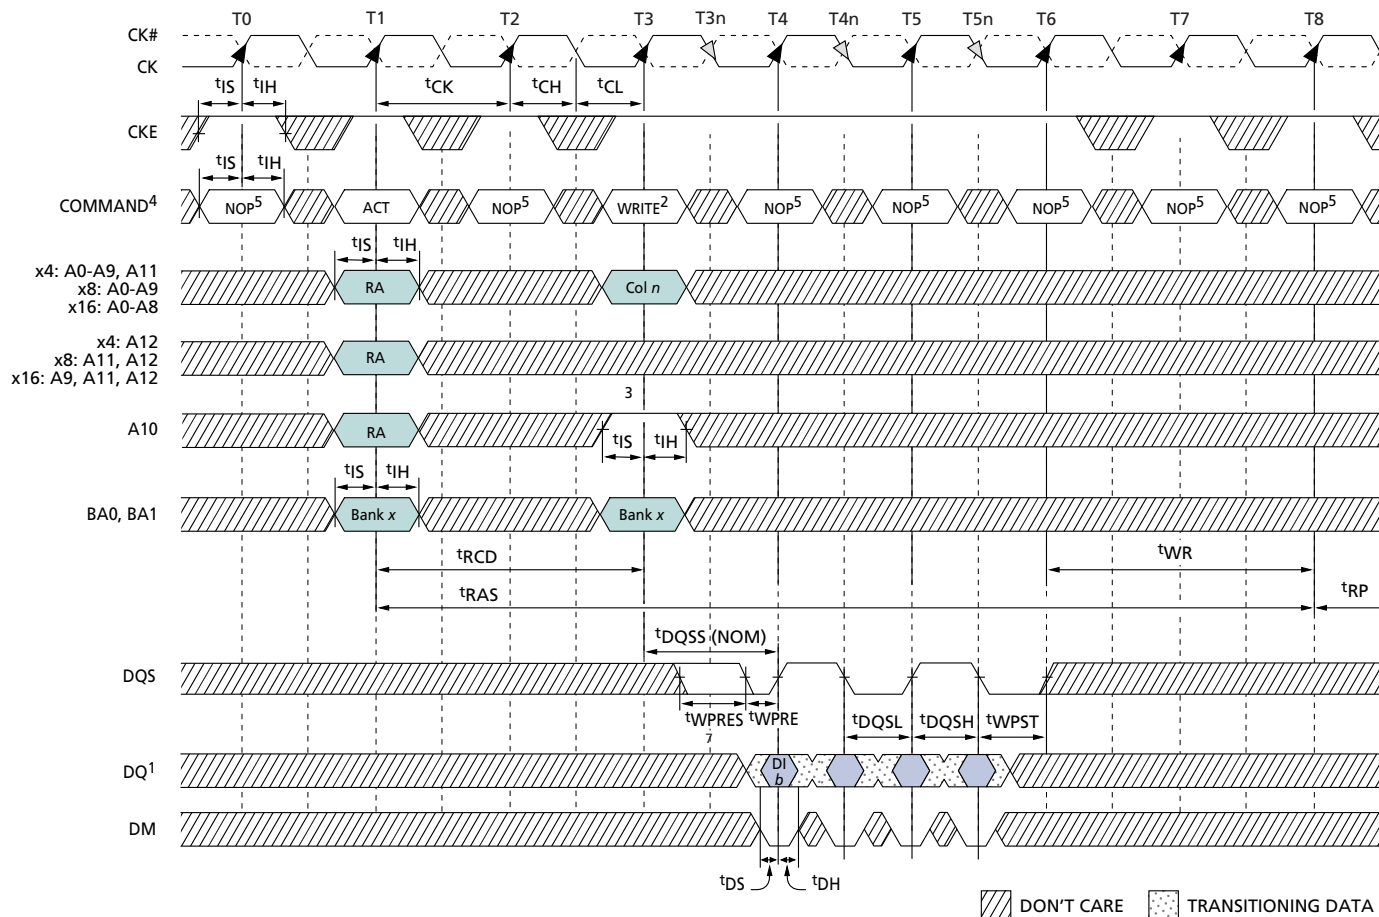 T0 T1 T2 T3 T3n T4 T4n T5 T5n T6 T7 T8
CK#
CK
tIS tIH tCK tCH tCL
CKE
tIS tIH
COMMAND4 NOP5 ACT NOP5 WRITE2 NOP5 NOP5 NOP5 NOP5 NOP5
tIS tIH
x4: A0-A9, A11
x8: A0-A9
x16: A0-A8
RA Col n
x4: A12
x8: A11, A12
x16: A9, A11, A12
RA
3
A10 RA
tIS tIH
tIS tIH
BA0, BA1 Bank x Bank x
tRCD tWR
tRAS tRP
tDQSS (NOM)
DQS
tWPRES tWPRE tDQSL tDQSH tWPST
7
DQ1 DI
b
DM
tDS tDH
DON'T CARE TRANSITIONING DATA